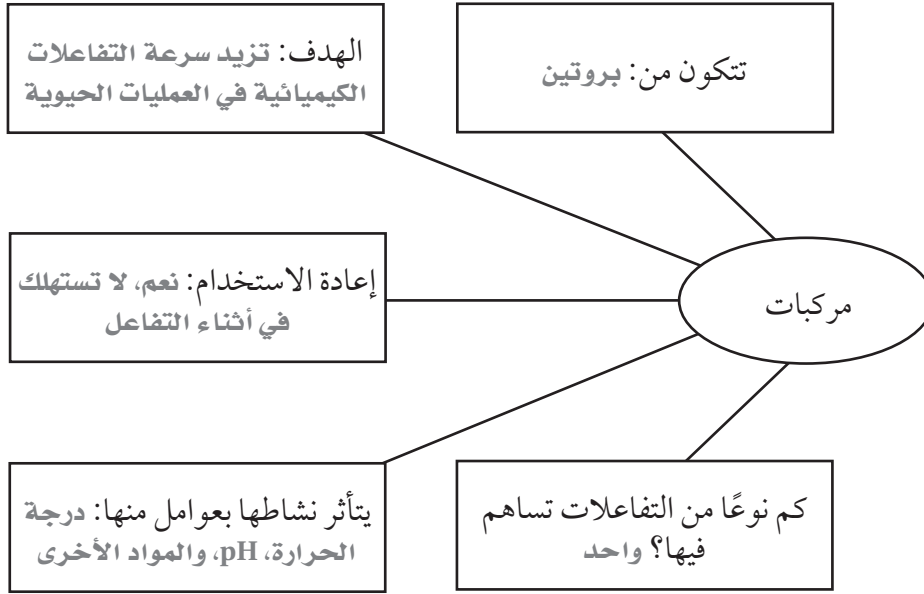 تتكون من: بروتين
الهدف: تزيد سرعة التفاعلات
الكيميائية في العمليات الحيوية
مركبات
إعادة الاستخدام: نعم، لا تستهلك
في أثناء التفاعل
كم نوعًا من التفاعلات تساهم
فيها؟ واحد
يتأثر نشاطها بعوامل منها: درجة
الحرارة، pH، والمواد الأخرى